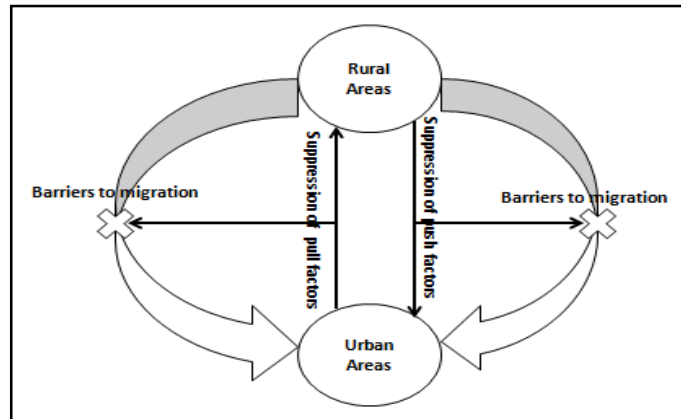 Rural
Areas
Suppression of
pull factors
Suppression of push factors
Barriers to migration
Barriers to migration
Urban
Areas